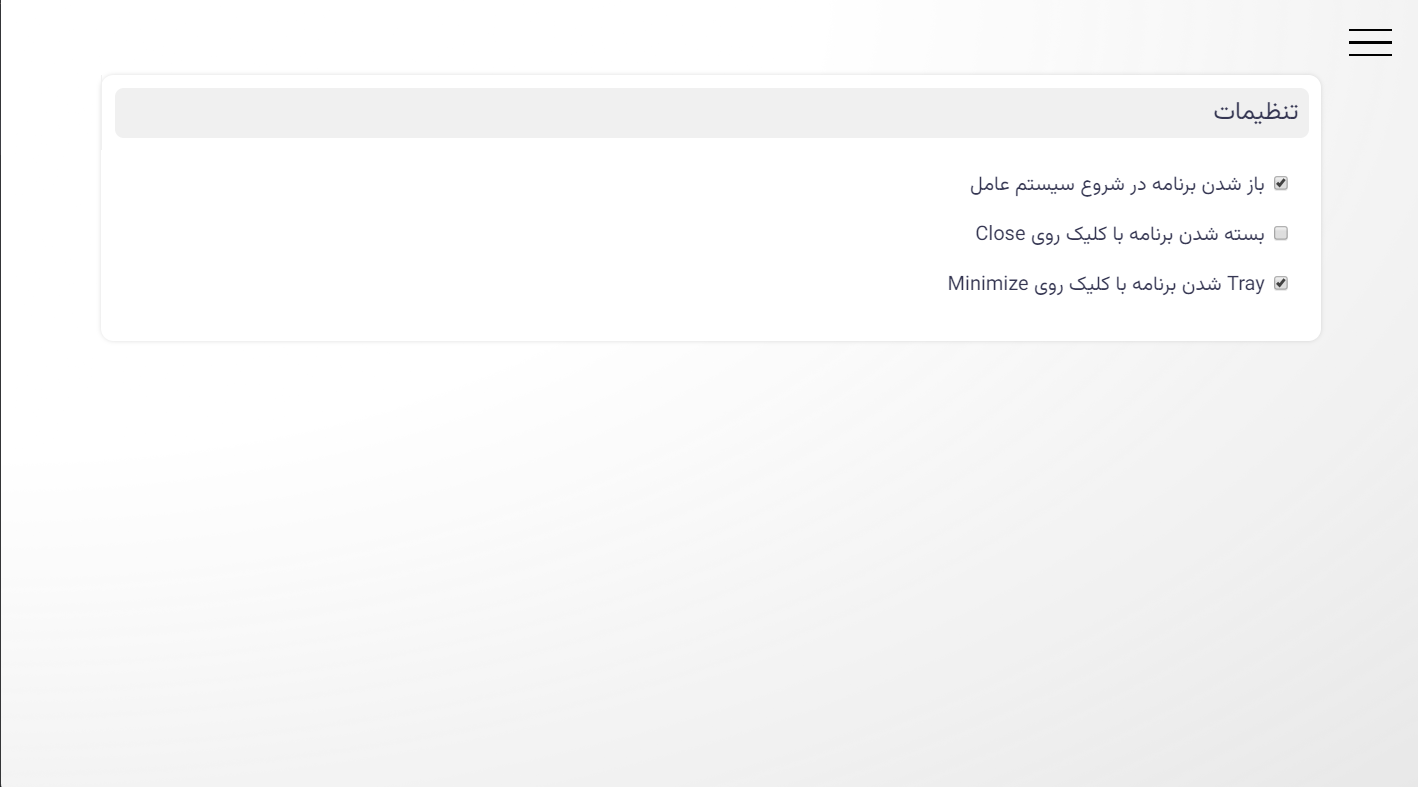 تنظیمات
باز شدن برنامه در شروع سیستم عامل
بسته شدن برنامه با کلیک روی Close
Tray شدن برنامه با کلیک روی Minimize